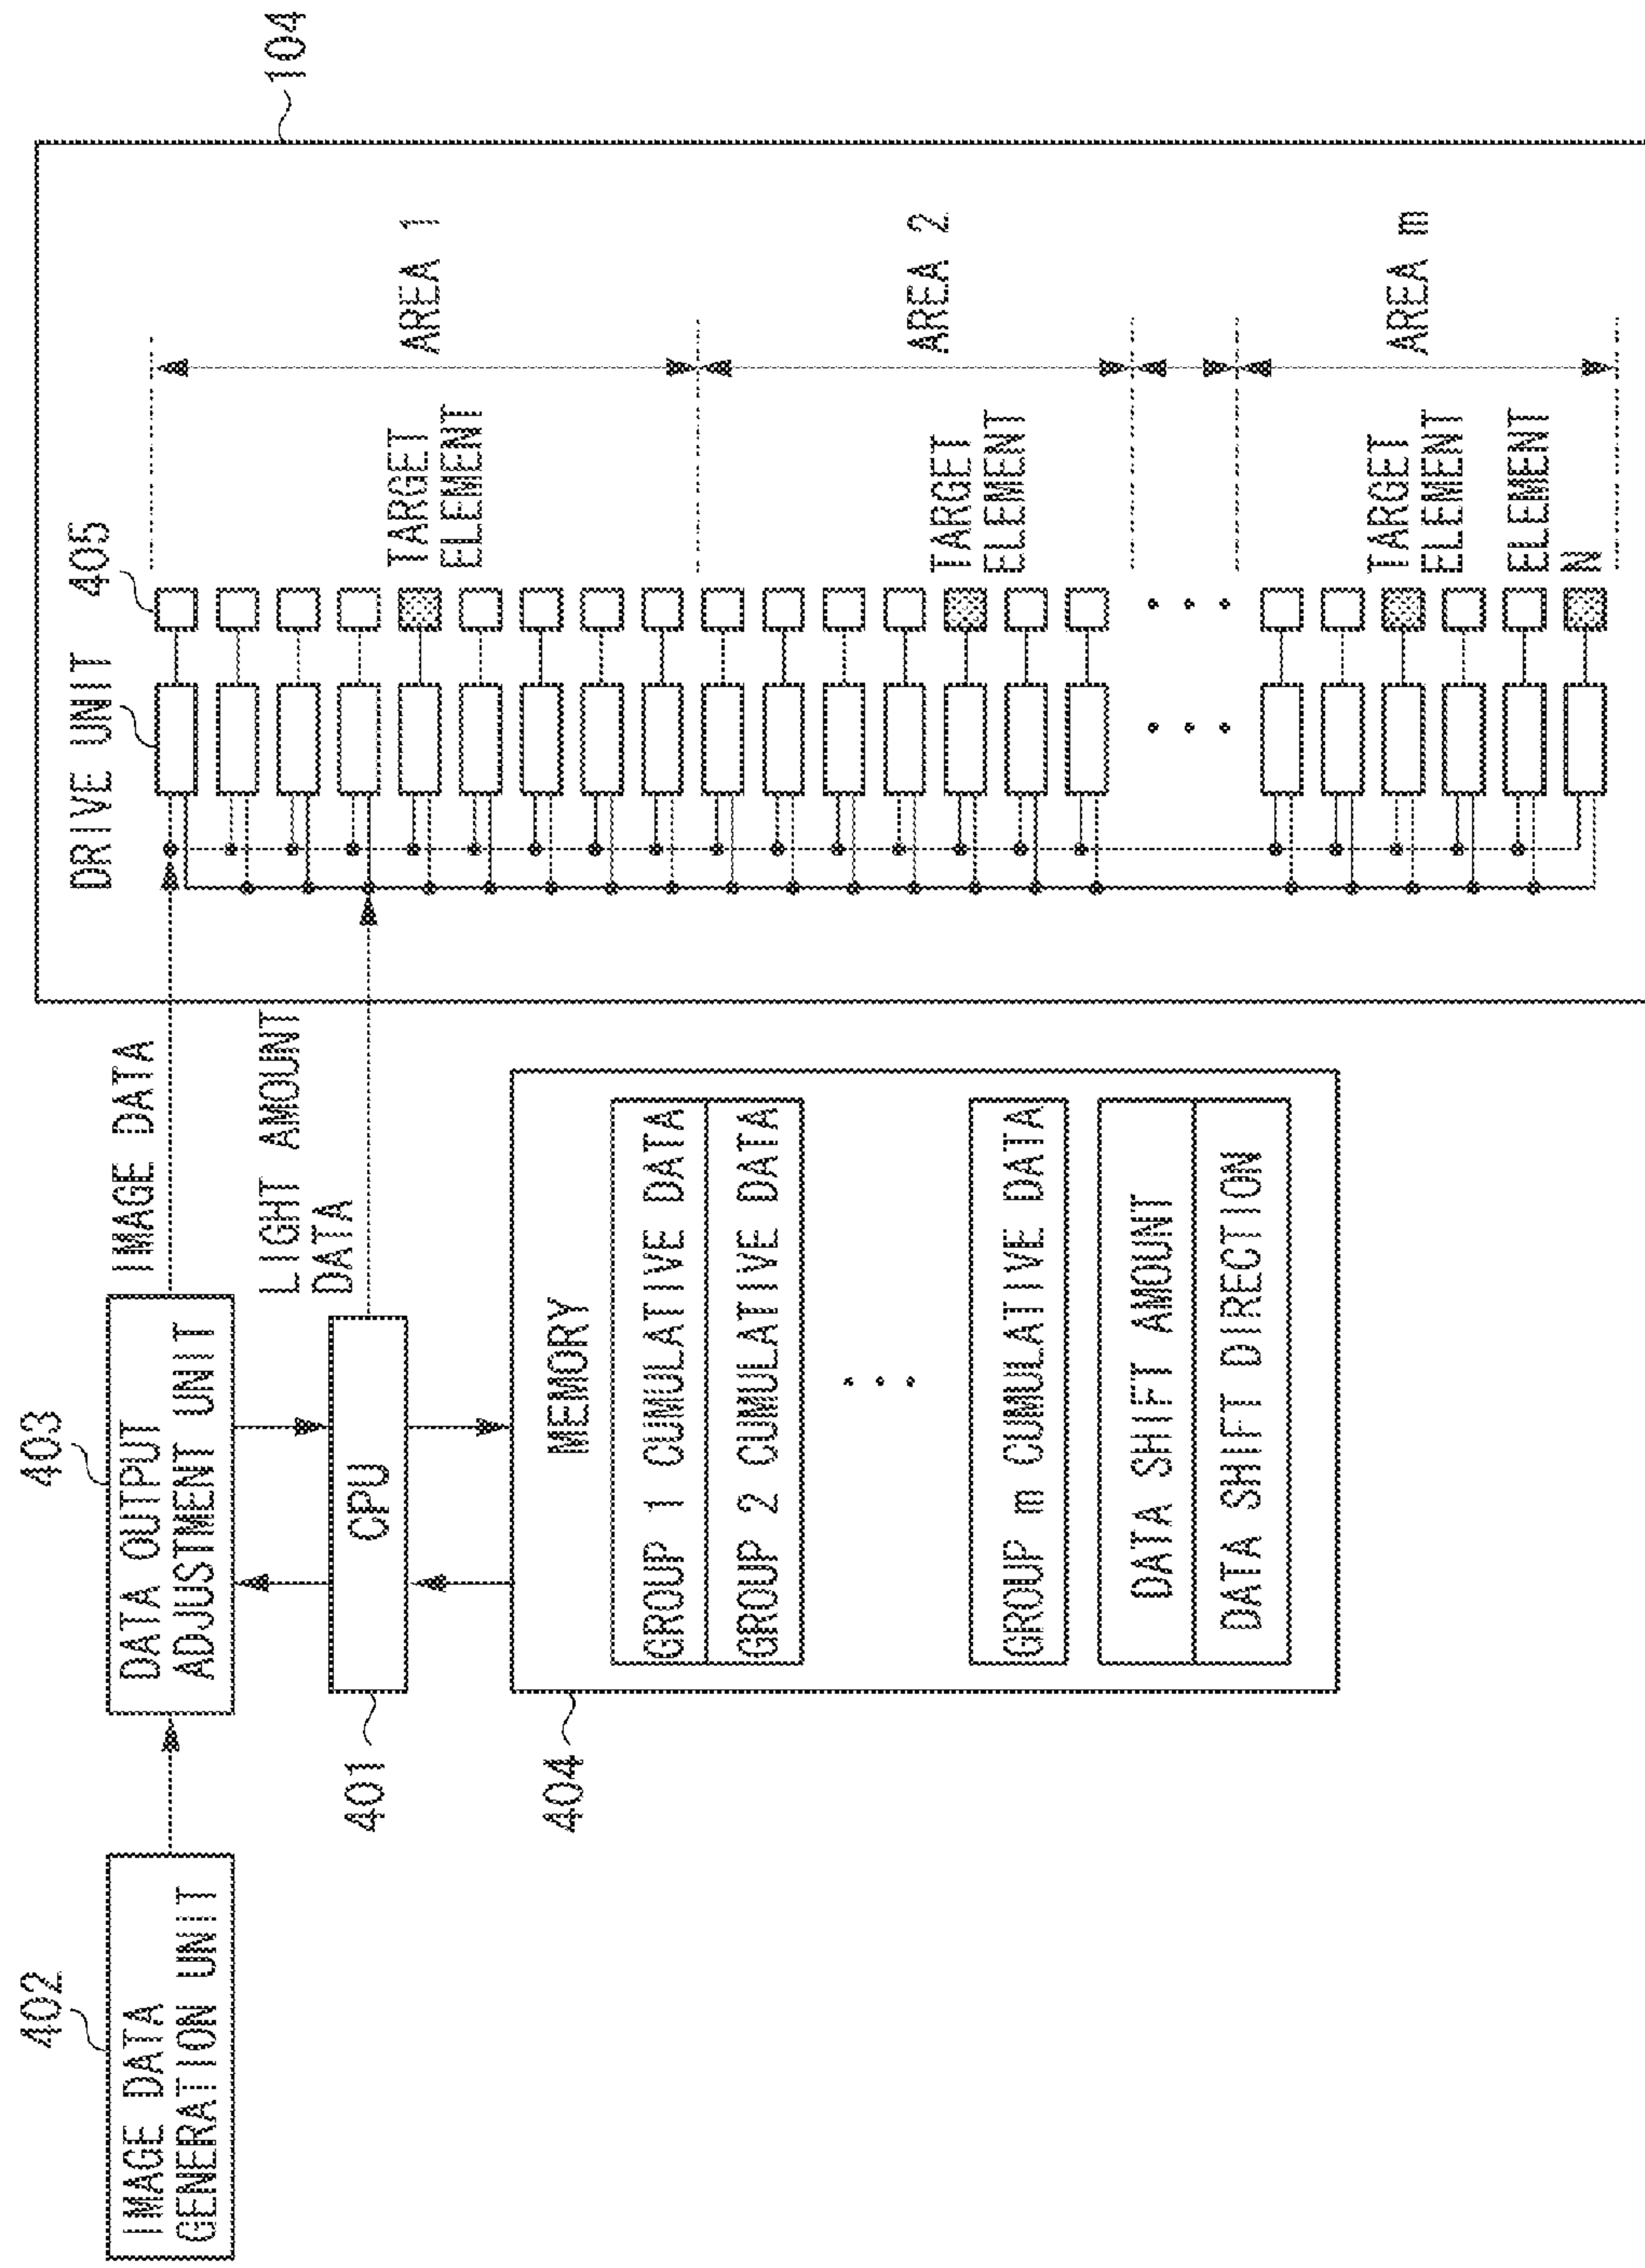 402
IMAGE DATA
GENERATION UNIT
403
DATA OUTPUT
ADJUSTMENT UNIT
401
CPU
404
MEMORY
GROUP 1 CUMULATIVE DATA
GROUP 2 CUMULATIVE DATA
. . .
GROUP m CUMULATIVE DATA
DATA SHIFT AMOUNT
DATA SHIFT DIRECTION
IMAGE DATA
LIGHT AMOUNT
DATA
DRIVE UNIT
405
. . .
. . .
TARGET
ELEMENT
TARGET
ELEMENT
TARGET
ELEMENT
ELEMENT
N
AREA 1
AREA 2
AREA m
104